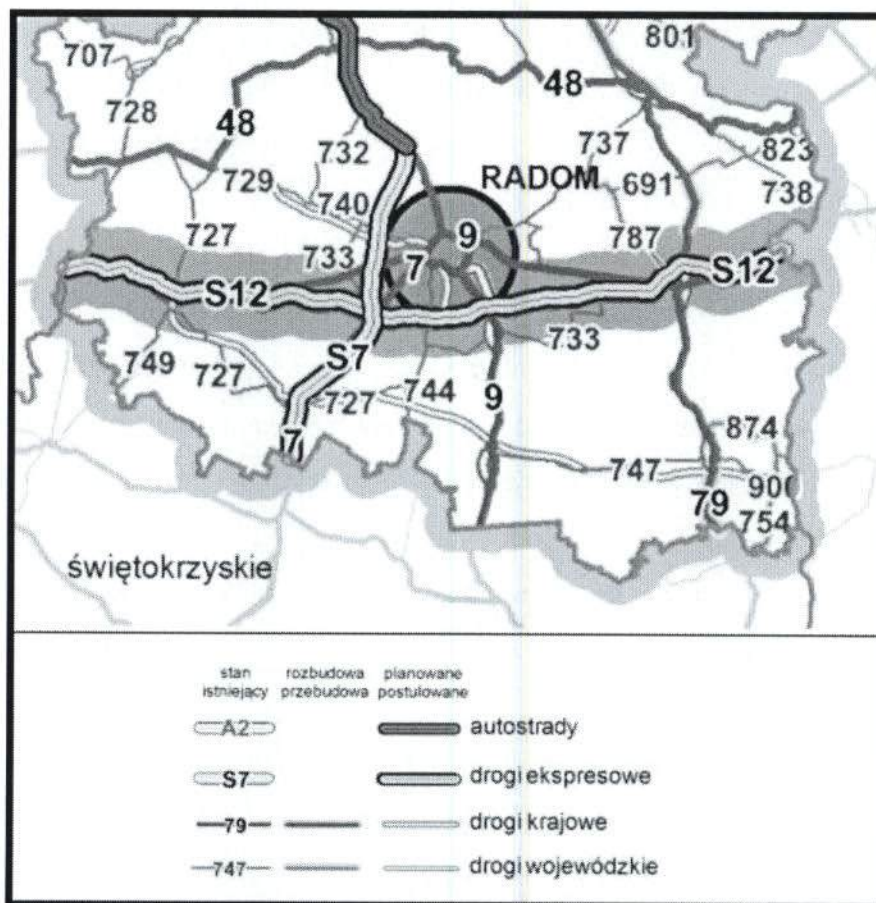 801
707
48
48
728
732
737
823
729
RADOM
691
738
740
9
727
733
7
787
S12
S12
S7
749
727
727
744
9
733
7
874
747
900
79
754
świętokrzyskie
stan rozbudowa planowane
istniejący przebudowa postulowane
A2 autostrady
S7 drogi ekspresowe
79 drogi krajowe
747 drogi wojewódzkie